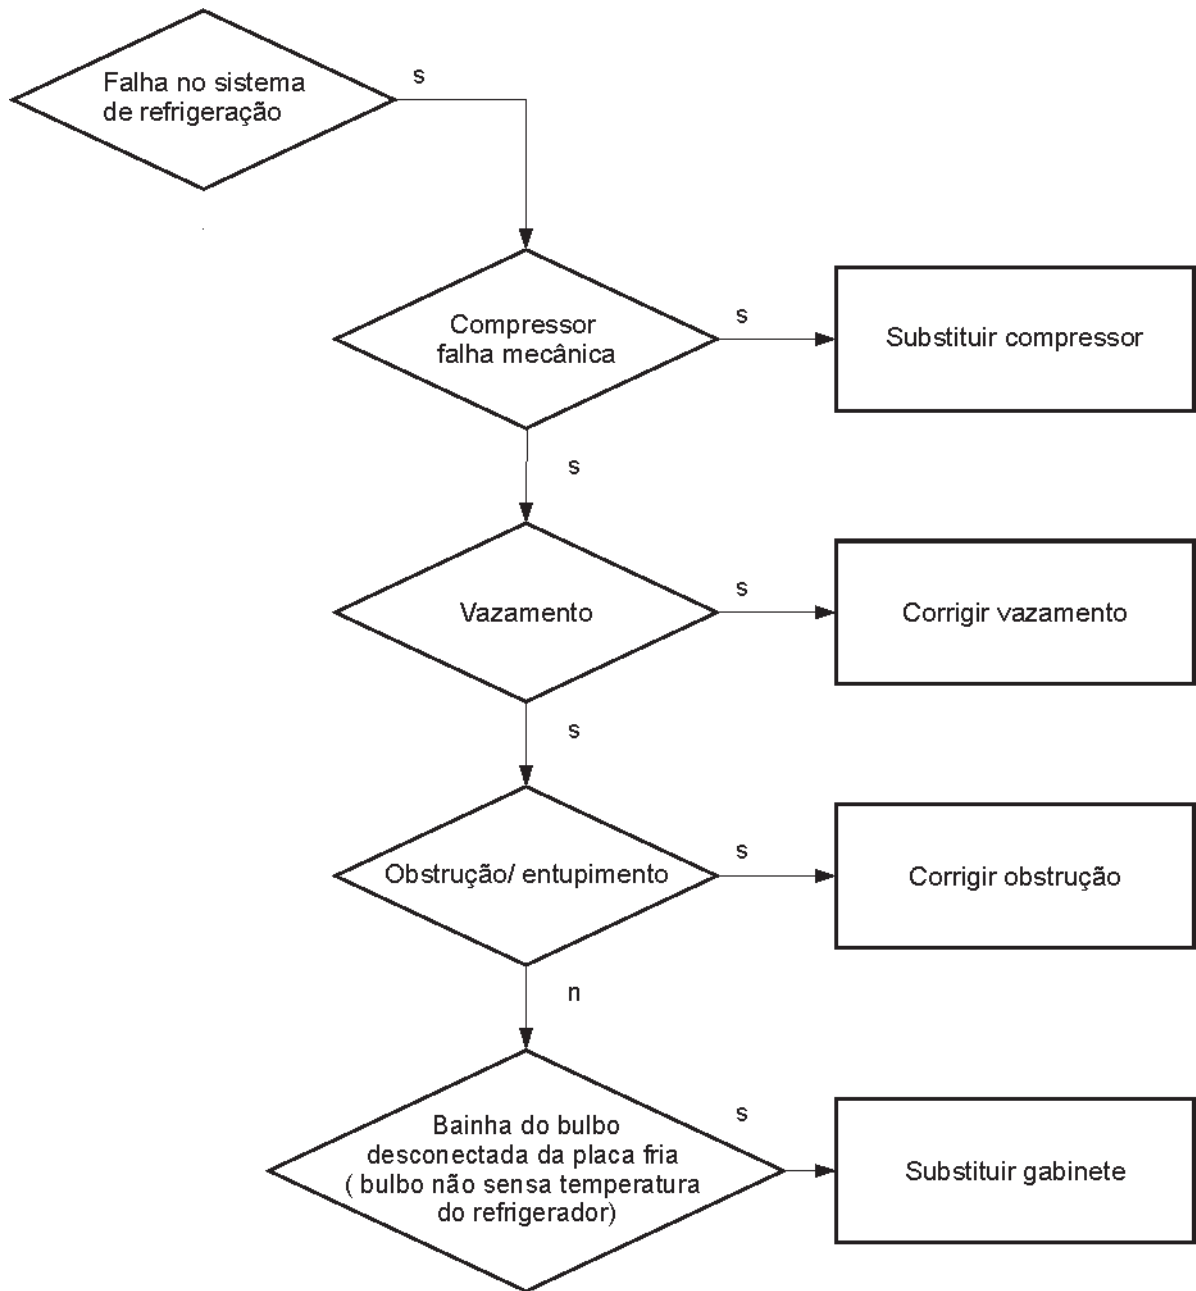 Falha no sistema
de refrigeração
s
Compressor
falha mecânica
s
Substituir compressor
s
Vazamento
s
Corrigir vazamento
s
Obstrução/ entupimento
s
Corrigir obstrução
n
Bainha do bulbo
desconectada da placa fria
( bulbo não sensa temperatura
do refrigerador)
s
Substituir gabinete